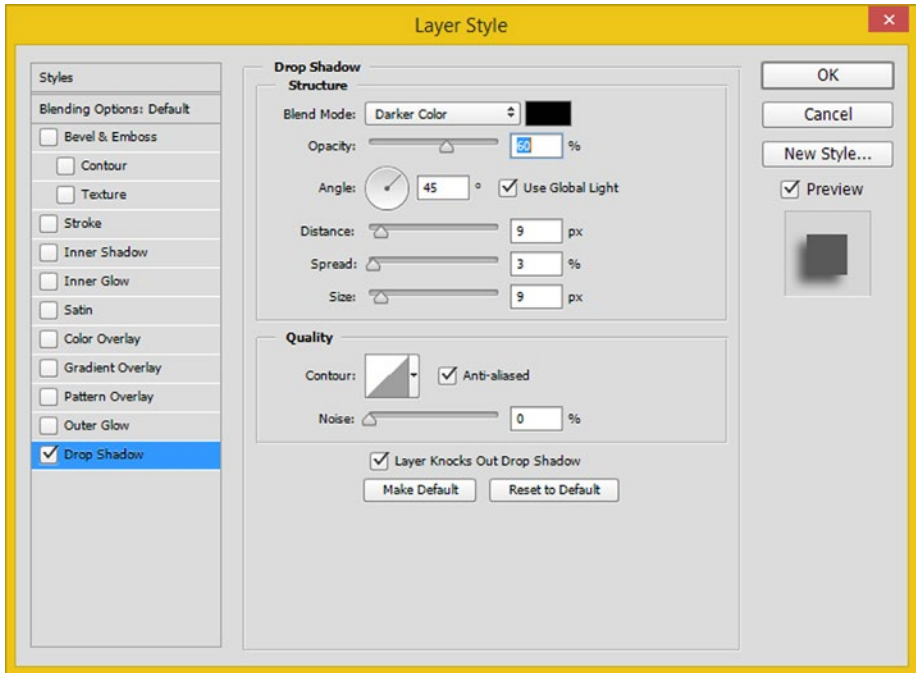 Layer Style
Styles
Blending Options: Default
Bevel & Emboss
Contour
Texture
Stroke
Inner Shadow
Inner Glow
Satin
Color Overlay
Gradient Overlay
Pattern Overlay
Outer Glow
Drop Shadow
Drop Shadow
Structure
Blend Mode: Darker Color
Opacity: 60 %
Angle: 45 ° Use Global Light
Distance: 9 px
Spread: 3 %
Size: 9 px
Quality
Contour: Anti-aliased
Noise: 0 %
Layer Knocks Out Drop Shadow
Make Default Reset to Default
OK
Cancel
New Style...
Preview